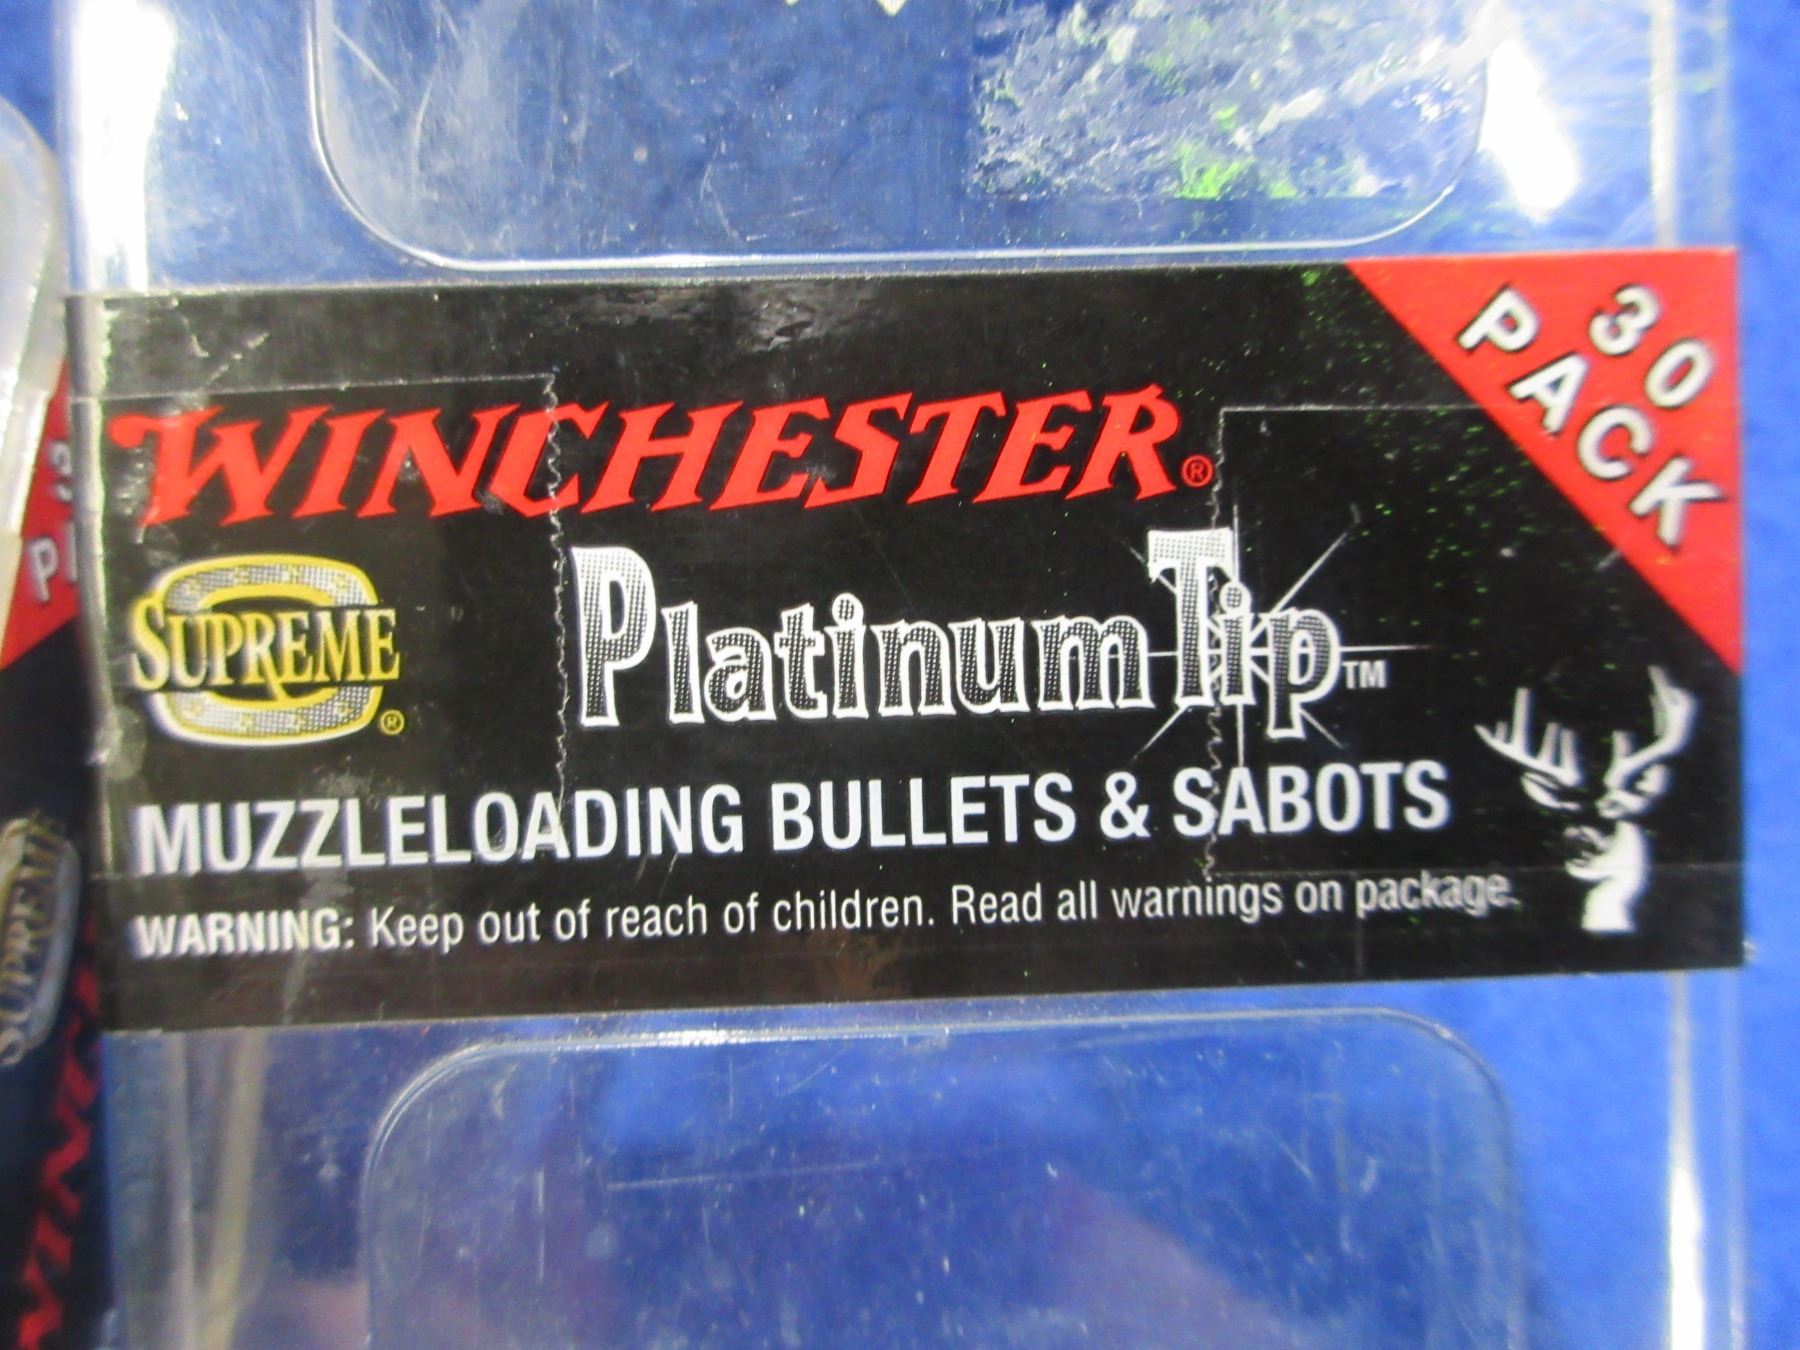 30
PACK
WINCHESTER®
SUPREME®
Platinum Tip™
MUZZLELOADING BULLETS & SABOTS
WARNING: Keep out of reach of children. Read all warnings on package.
SUPREME